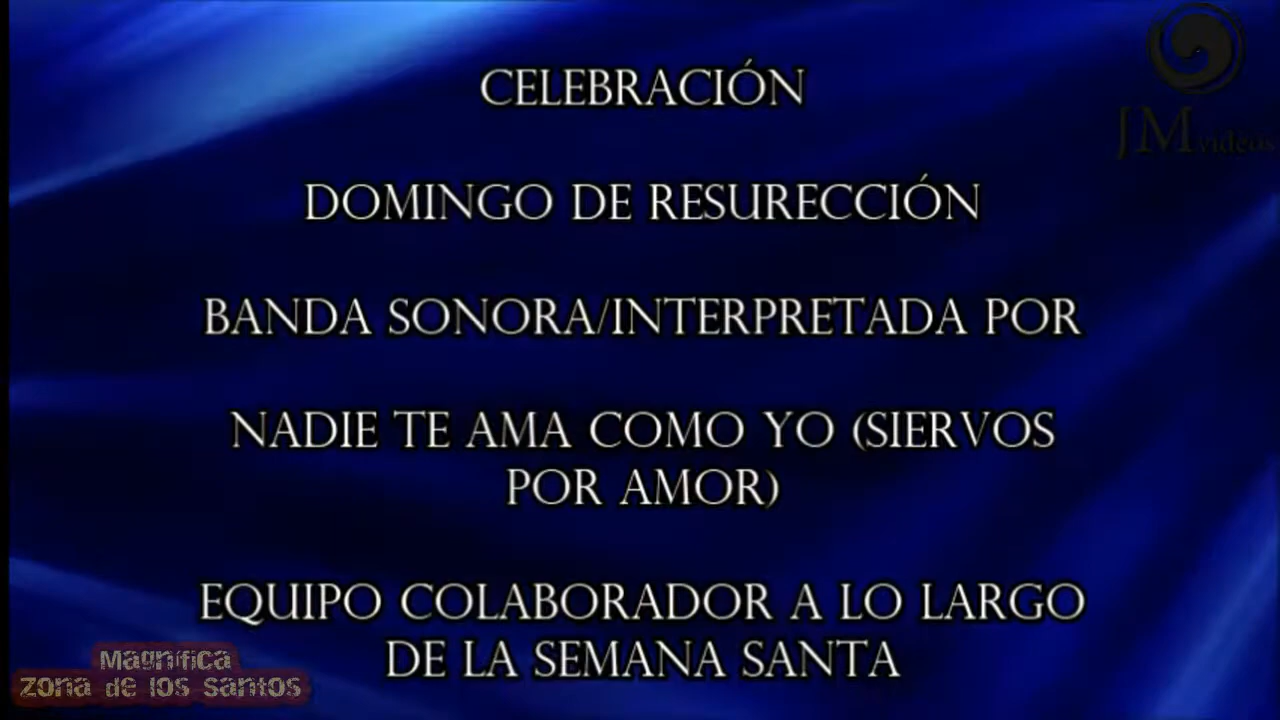 CELEBRACIÓN
JM videos
DOMINGO DE RESURECCIÓN
BANDA SONORA/INTERPRETADA POR
NADIE TE AMA COMO YO (SIERVOS
POR AMOR)
EQUIPO COLABORADOR A LO LARGO
DE LA SEMANA SANTA
Magnifica
zona de los santos